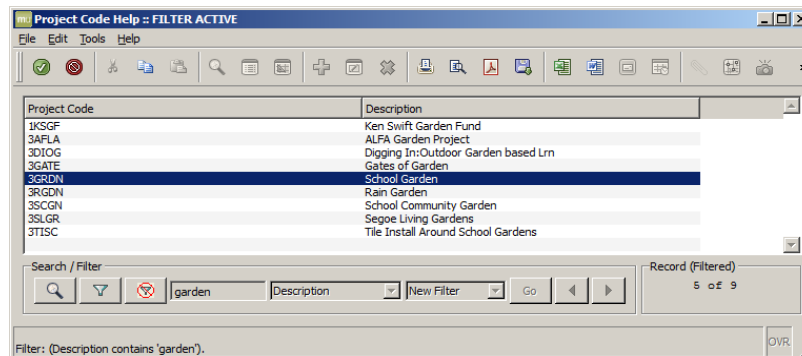 mu Project Code Help :: FILTER ACTIVE
File Edit Tools Help
Project Code Description
1KSGF Ken Swift Garden Fund
3AFLA ALFA Garden Project
3DIOG Digging In:Outdoor Garden based Lrn
3GATE Gates of Garden
3GRDN School Garden
3RGDN Rain Garden
3SCGN School Community Garden
3SLGR Segoe Living Gardens
3TISC Tile Install Around School Gardens
Search / Filter Record (Filtered)
garden Description New Filter Go 5 of 9
Filter: (Description contains 'garden'). OVR